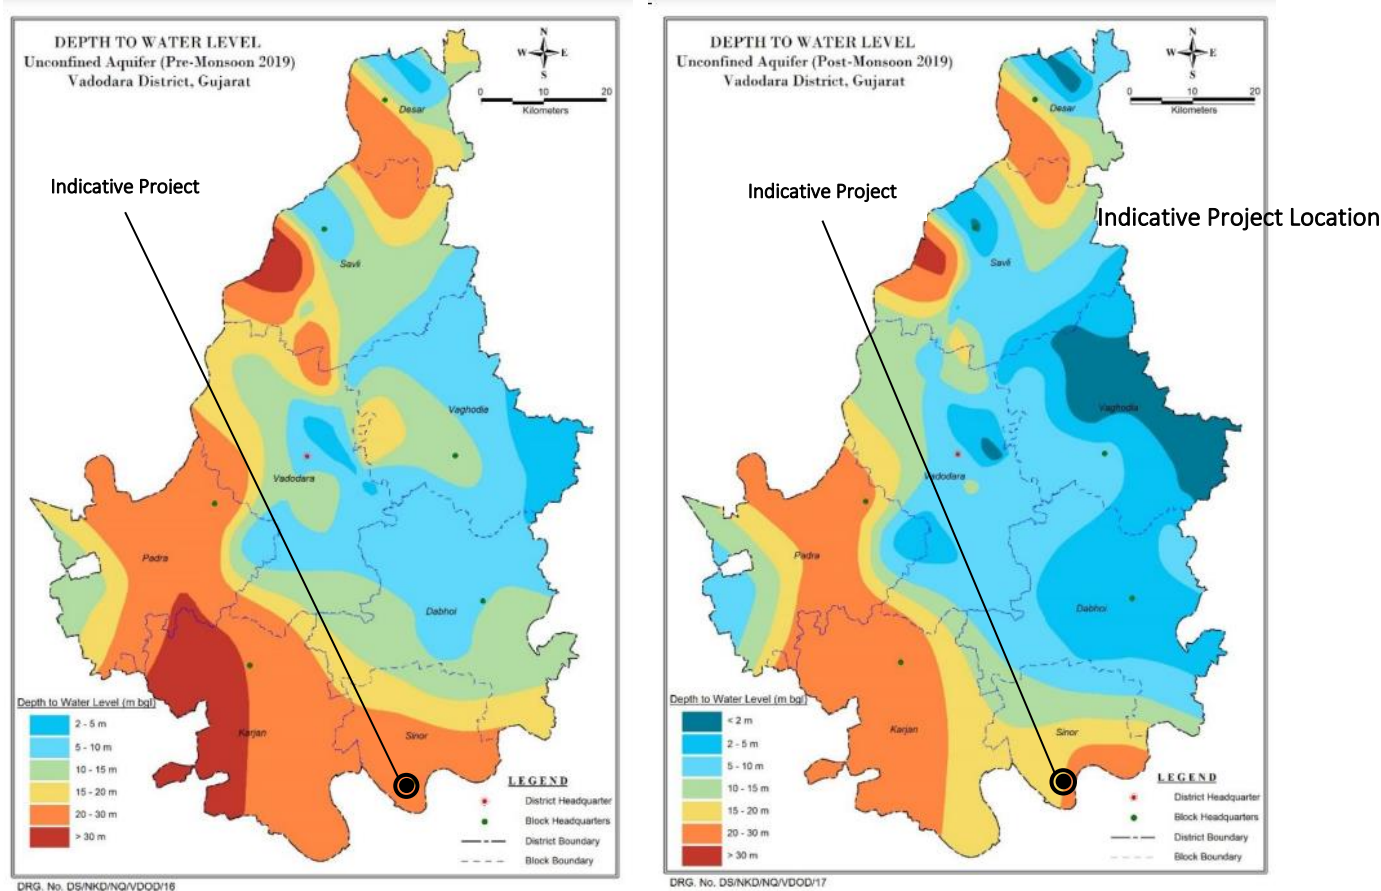 DEPTH TO WATER LEVEL
Unconfined Aquifer (Pre-Monsoon 2019)
Vadodara District, Gujarat
N
W E
S
0 10 20
Kilometers
Desar
Indicative Project
Savli
Vaghodia
Vadodara
Padra
Dabhoi
Karjan
Sinor
Depth to Water Level (m bgl)
2 - 5 m
5 - 10 m
10 - 15 m
15 - 20 m
20 - 30 m
> 30 m
LEGEND
District Headquarter
Block Headquarters
District Boundary
Block Boundary
DRG. No. DS/NKD/NQ/VDOD/16
DEPTH TO WATER LEVEL
Unconfined Aquifer (Post-Monsoon 2019)
Vadodara District, Gujarat
N
W E
S
0 10 20
Kilometers
Desar
Indicative Project
Indicative Project Location
Savli
Vaghodia
Vadodara
Padra
Dabhoi
Karjan
Sinor
Depth to Water Level (m bgl)
< 2 m
2 - 5 m
5 - 10 m
10 - 15 m
15 - 20 m
20 - 30 m
> 30 m
LEGEND
District Headquarter
Block Headquarters
District Boundary
Block Boundary
DRG. No. DS/NKD/NQ/VDOD/17